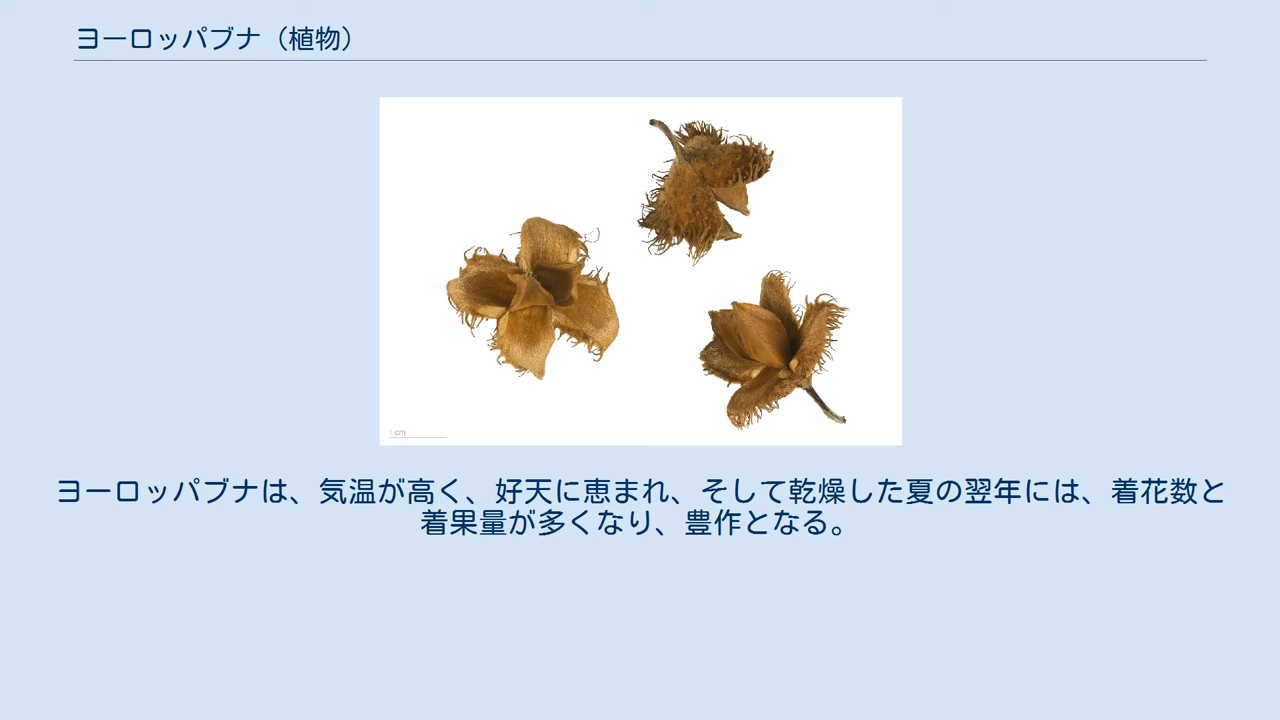 ヨーロッパブナ（植物）
1 cm
ヨーロッパブナは、気温が高く、好天に恵まれ、そして乾燥した夏の翌年には、着花数と
着果量が多くなり、豊作となる。